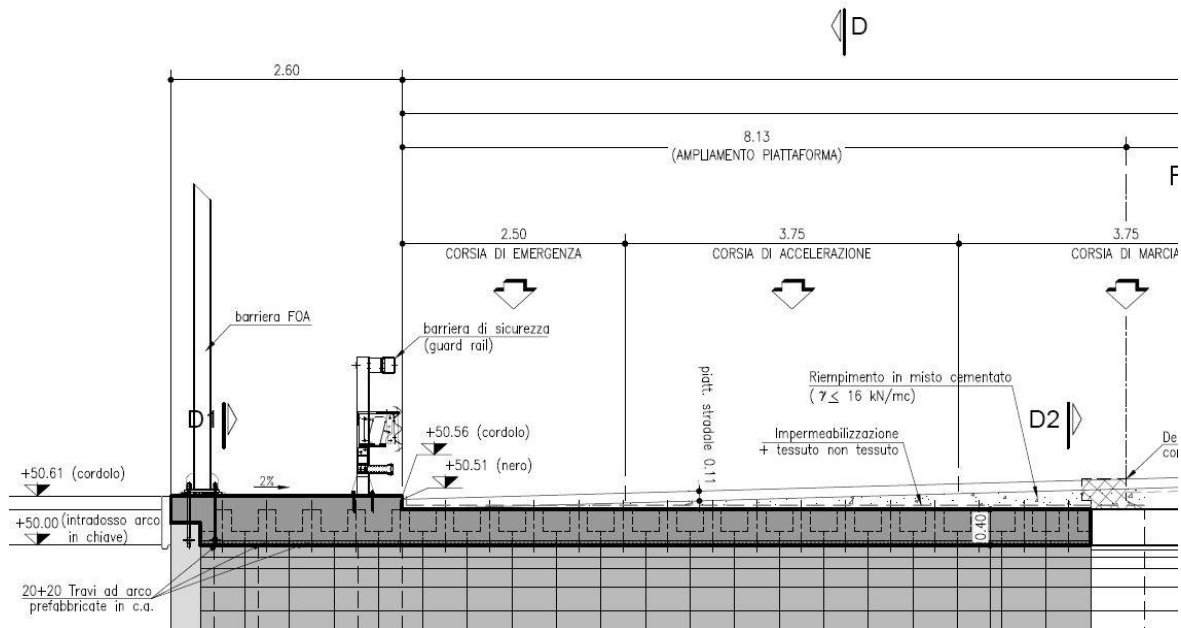 D
2.60
8.13
(AMPLIAMENTO PIATTAFORMA)
2.50
CORSIA DI EMERGENZA
3.75
CORSIA DI ACCELERAZIONE
3.75
CORSIA DI MARCIA
barriera FOA
barriera di sicurezza
(guard rail)
piatt. stradale 0.11
Riempimento in misto cementato
( γ ≤ 16 kN/mc)
D1
D2
+50.56 (cordolo)
Impermeabilizzazione
+ tessuto non tessuto
+50.61 (cordolo)
2%
+50.51 (nero)
+50.00 (intradosso arco
in chiave)
0.40
20+20 Travi ad arco
prefabbricate in c.a.